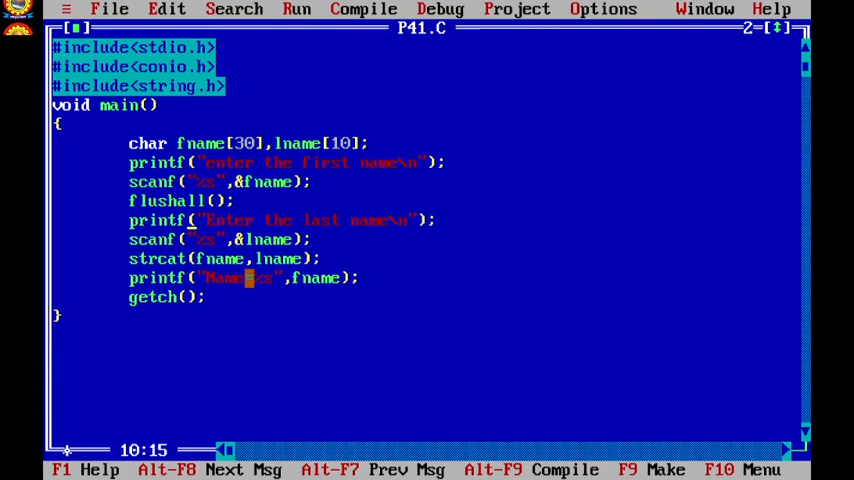 ≡ File Edit Search Run Compile Debug Project Options Window Help
[■] P41.C 2=[↕]
#include<stdio.h>
#include<conio.h>
#include<string.h>
void main()
{
char fname[30],lname[10];
printf("enter the first name\n");
scanf("%s",&fname);
flushall();
printf("Enter the last name\n");
scanf("%s",&lname);
strcat(fname,lname);
printf("Name=%s",fname);
getch();
}
10:15
F1 Help Alt-F8 Next Msg Alt-F7 Prev Msg Alt-F9 Compile F9 Make F10 Menu